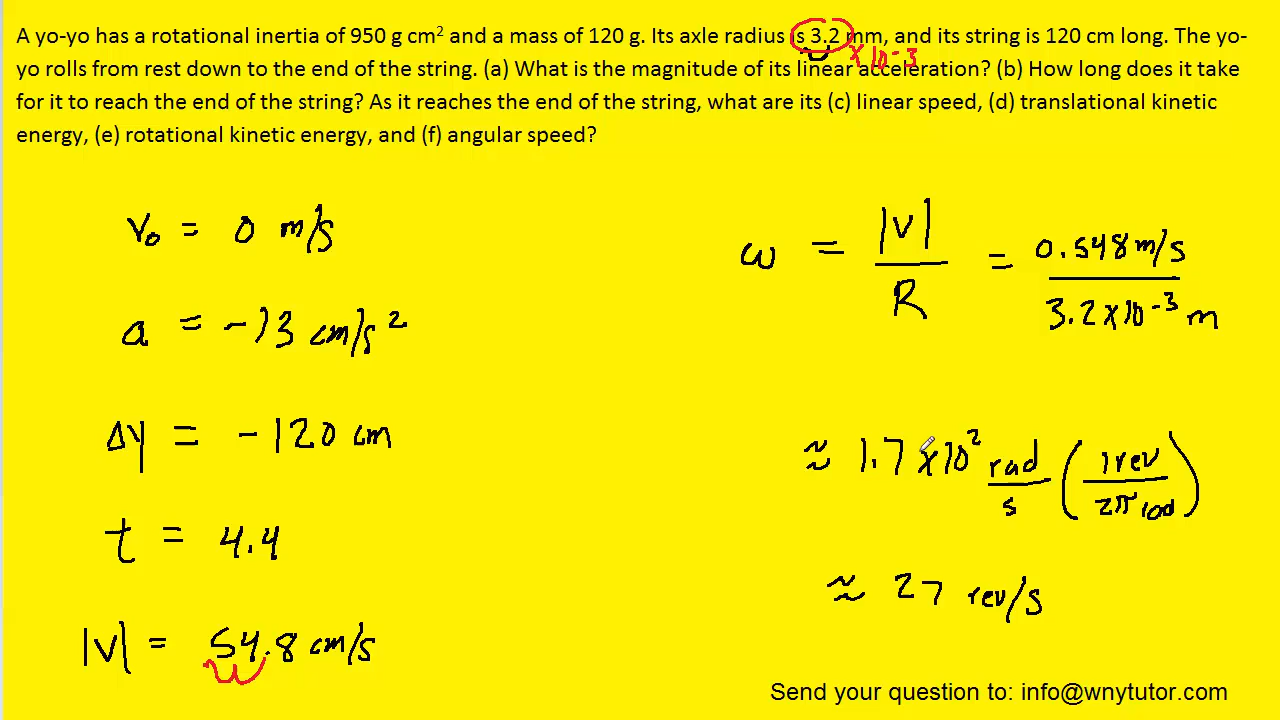 A yo-yo has a rotational inertia of 950 g cm² and a mass of 120 g. Its axle radius is 3.2 mm, and its string is 120 cm long. The yo-
× 10⁻³
yo rolls from rest down to the end of the string. (a) What is the magnitude of its linear acceleration? (b) How long does it take
for it to reach the end of the string? As it reaches the end of the string, what are its (c) linear speed, (d) translational kinetic
energy, (e) rotational kinetic energy, and (f) angular speed?
V₀ = 0 m/s
a = -13 cm/s²
Δy = -120 cm
t = 4.4
|V| = 54.8 cm/s
ω = |V| / R = 0.548 m/s / 3.2×10⁻³ m
≈ 1.7 ×10² rad/s (1 rev / 2π rad)
≈ 27 rev/s
Send your question to: info@wnytutor.com